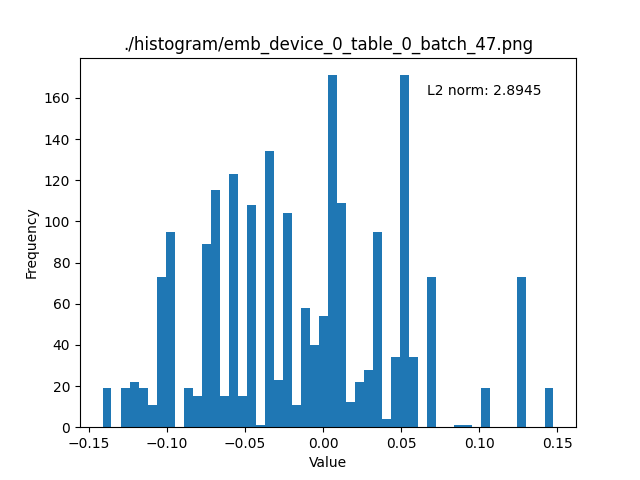 ./histogram/emb_device_0_table_0_batch_47.png
L2 norm: 2.8945
Frequency
160
140
120
100
80
60
40
20
0
−0.15 −0.10 −0.05 0.00 0.05 0.10 0.15
Value